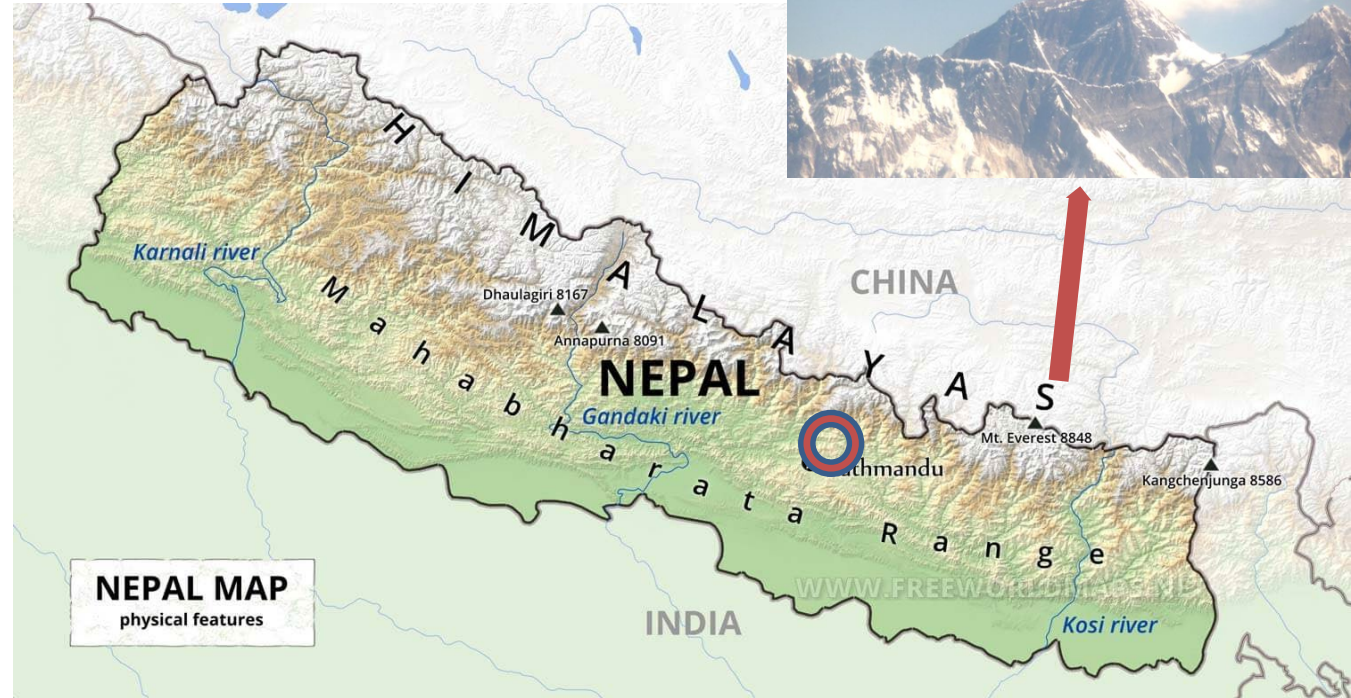 HIMALAYAS
Karnali river
CHINA
Dhaulagiri 8167
Annapurna 8091
NEPAL
Mahabharata Range
Gandaki river
Mt. Everest 8848
athmandu
Kangchenjunga 8586
WWW.FREEWORLDMAPS.NET
NEPAL MAP
physical features
INDIA
Kosi river